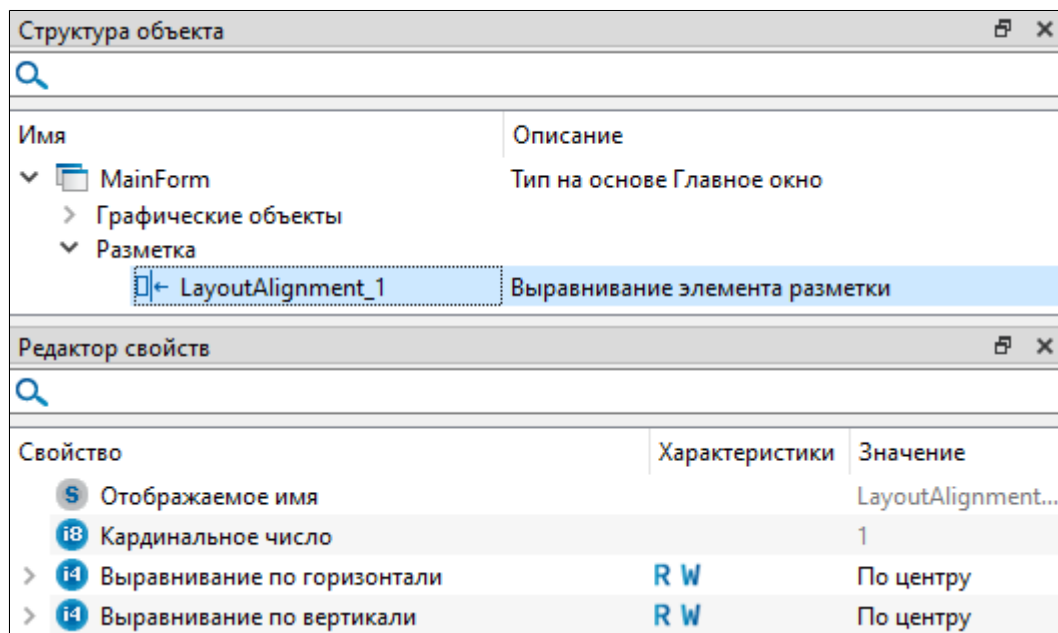 Структура объекта
Имя Описание
MainForm Тип на основе Главное окно
Графические объекты
Разметка
LayoutAlignment_1 Выравнивание элемента разметки
Редактор свойств
Свойство Характеристики Значение
S Отображаемое имя LayoutAlignment...
i8 Кардинальное число 1
i4 Выравнивание по горизонтали R W По центру
i4 Выравнивание по вертикали R W По центру